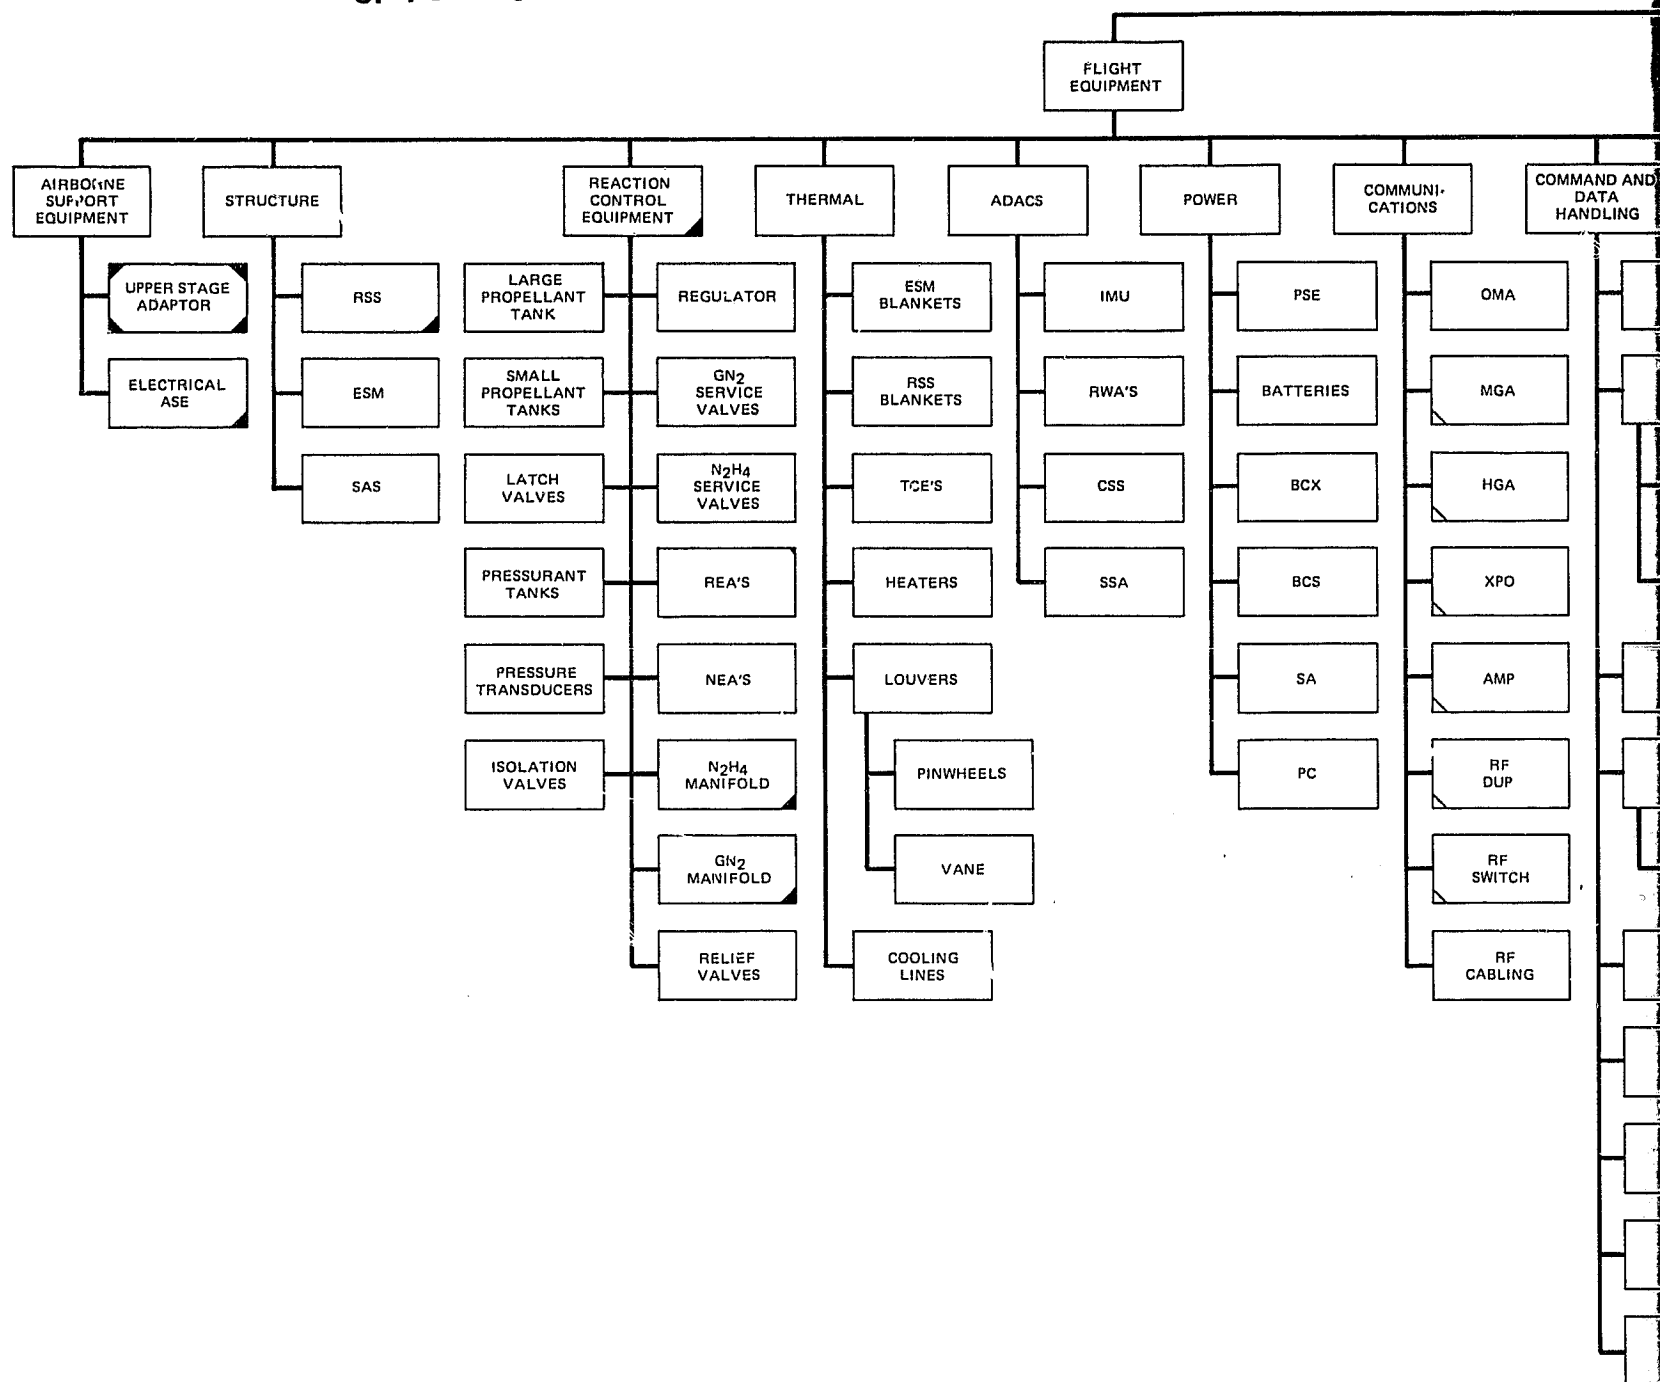 FLIGHT
EQUIPMENT
AIRBORNE
SUPPORT
EQUIPMENT
STRUCTURE
REACTION
CONTROL
EQUIPMENT
THERMAL
ADACS
POWER
COMMUNI-
CATIONS
COMMAND AND
DATA
HANDLING
UPPER STAGE
ADAPTOR
ELECTRICAL
ASE
RSS
ESM
SAS
LARGE
PROPELLANT
TANK
SMALL
PROPELLANT
TANKS
LATCH
VALVES
PRESSURANT
TANKS
PRESSURE
TRANSDUCERS
ISOLATION
VALVES
REGULATOR
GN2
SERVICE
VALVES
N2H4
SERVICE
VALVES
REA'S
NEA'S
N2H4
MANIFOLD
GN2
MANIFOLD
RELIEF
VALVES
ESM
BLANKETS
RSS
BLANKETS
TCE'S
HEATERS
LOUVERS
PINWHEELS
VANE
COOLING
LINES
IMU
RWA'S
CSS
SSA
PSE
BATTERIES
BCX
BCS
SA
PC
OMA
MGA
HGA
XPO
AMP
RF
DUP
RF
SWITCH
RF
CABLING